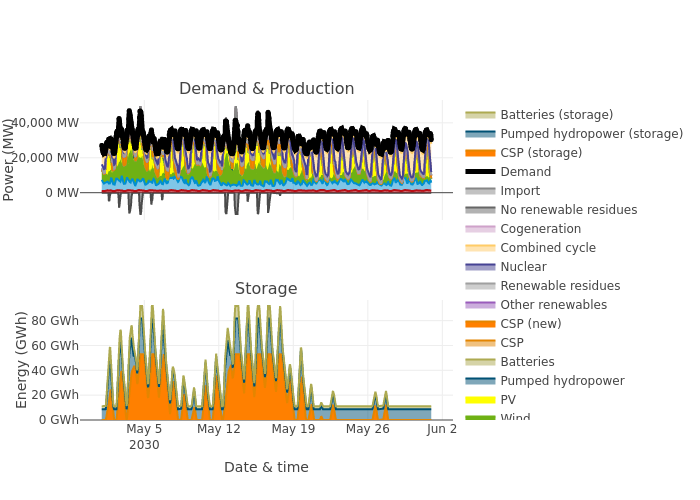 Demand & Production
Power (MW)
40,000 MW
20,000 MW
0 MW
Storage
Energy (GWh)
80 GWh
60 GWh
40 GWh
20 GWh
0 GWh
May 5
2030
May 12
May 19
May 26
Jun 2
Date & time
Batteries (storage)
Pumped hydropower (storage)
CSP (storage)
Demand
Import
No renewable residues
Cogeneration
Combined cycle
Nuclear
Renewable residues
Other renewables
CSP (new)
CSP
Batteries
Pumped hydropower
PV
Wind